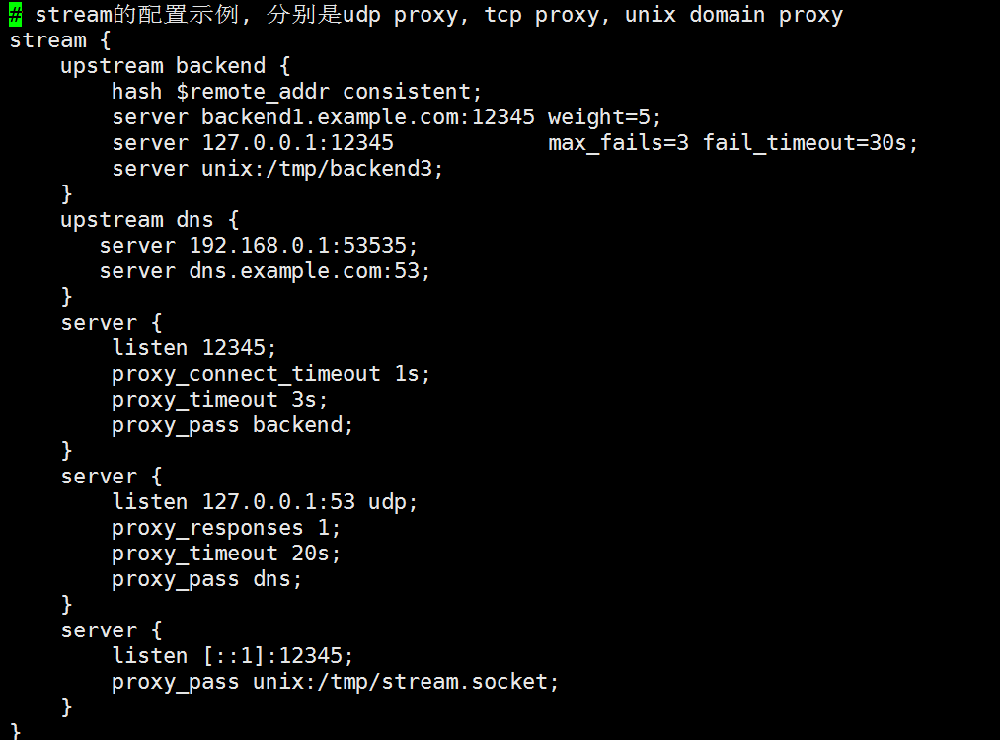 # stream的配置示例, 分别是udp proxy, tcp proxy, unix domain proxy
stream {
    upstream backend {
        hash $remote_addr consistent;
        server backend1.example.com:12345 weight=5;
        server 127.0.0.1:12345            max_fails=3 fail_timeout=30s;
        server unix:/tmp/backend3;
    }
    upstream dns {
       server 192.168.0.1:53535;
       server dns.example.com:53;
    }
    server {
        listen 12345;
        proxy_connect_timeout 1s;
        proxy_timeout 3s;
        proxy_pass backend;
    }
    server {
        listen 127.0.0.1:53 udp;
        proxy_responses 1;
        proxy_timeout 20s;
        proxy_pass dns;
    }
    server {
        listen [::1]:12345;
        proxy_pass unix:/tmp/stream.socket;
    }
}